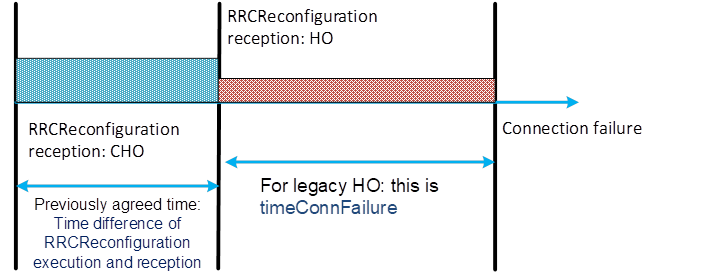 RRCReconfiguration
reception: HO
RRCReconfiguration
reception: CHO
Connection failure
Previously agreed time:
Time difference of
RRCReconfiguration
execution and reception
For legacy HO: this is
timeConnFailure